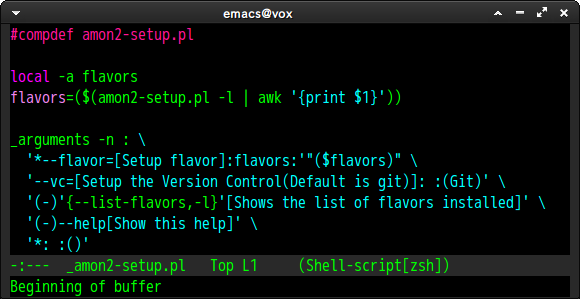 emacs@vox
#compdef amon2-setup.pl
local -a flavors
flavors=($(amon2-setup.pl -l | awk '{print $1}'))
_arguments -n : \
  '*--flavor=[Setup flavor]:flavors:'"($flavors)" \
  '--vc=[Setup the Version Control(Default is git)]: :(Git)' \
  '(-)'{--list-flavors,-l}'[Shows the list of flavors installed]' \
  '(-)--help[Show this help]' \
  '*: :()'
-:---  _amon2-setup.pl   Top L1     (Shell-script[zsh])
Beginning of buffer